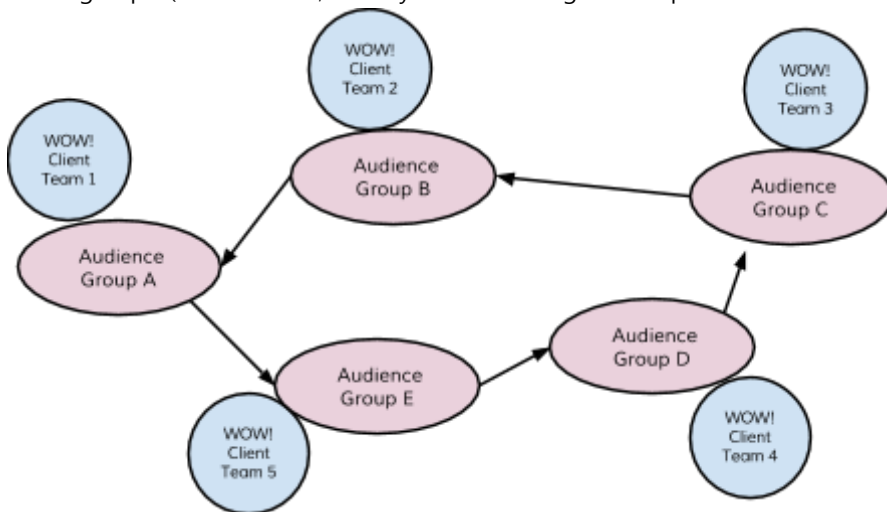 WOW!
Client
Team 2
WOW!
Client
Team 3
WOW!
Client
Team 1
Audience
Group B
Audience
Group C
Audience
Group A
Audience
Group D
Audience
Group E
WOW!
Client
Team 5
WOW!
Client
Team 4